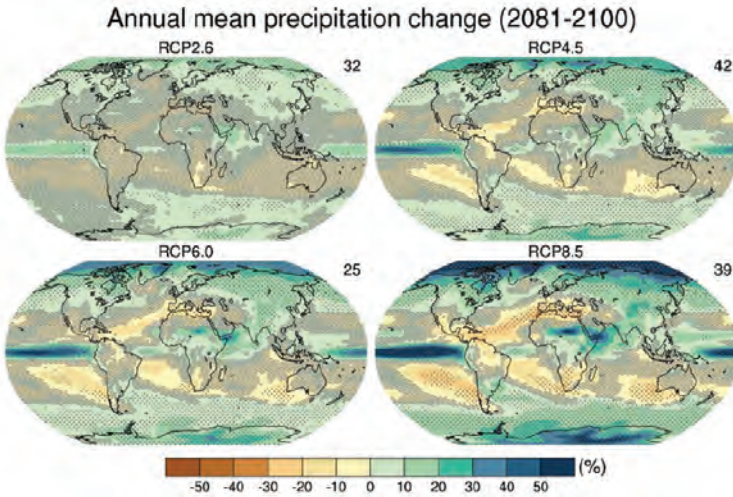 Annual mean precipitation change (2081-2100)
RCP2.6
32
RCP4.5
42
RCP6.0
25
RCP8.5
39
(%)
-50 -40 -30 -20 -10 0 10 20 30 40 50